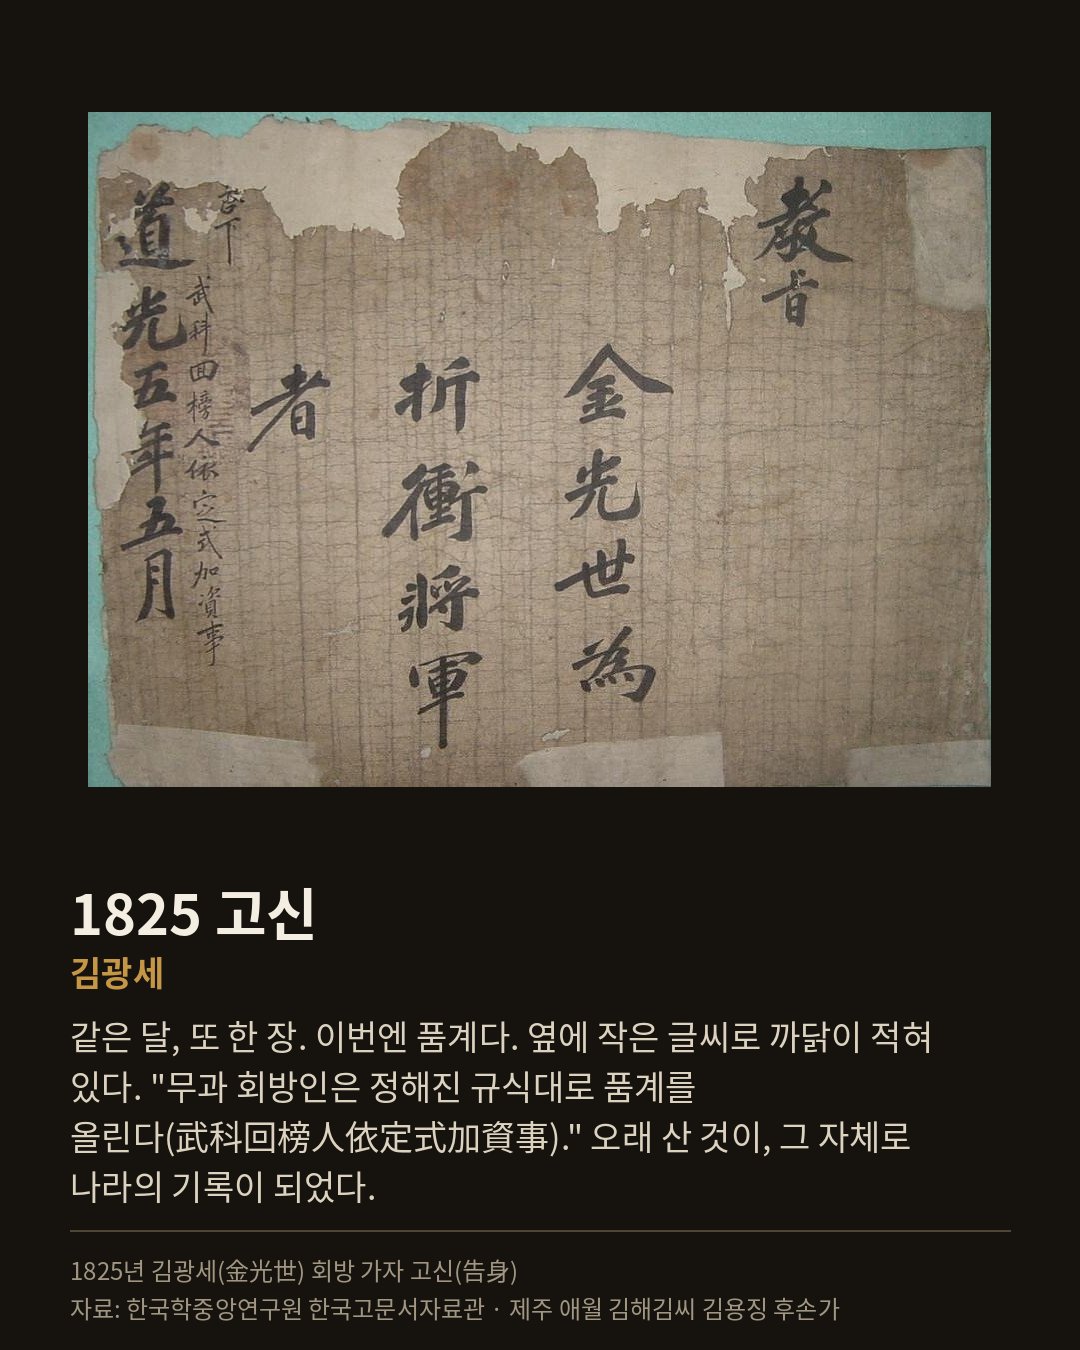 教旨
金光世為
折衝將軍
者
道光五年五月
啓下
武科回榜人依定式加資事
1825 고신
김광세
같은 달, 또 한 장. 이번엔 품계다. 옆에 작은 글씨로 까닭이 적혀
있다. "무과 회방인은 정해진 규식대로 품계를
올린다(武科回榜人依定式加資事)." 오래 산 것이, 그 자체로
나라의 기록이 되었다.
1825년 김광세(金光世) 회방 가자 고신(告身)
자료: 한국학중앙연구원 한국고문서자료관 · 제주 애월 김해김씨 김용징 후손가